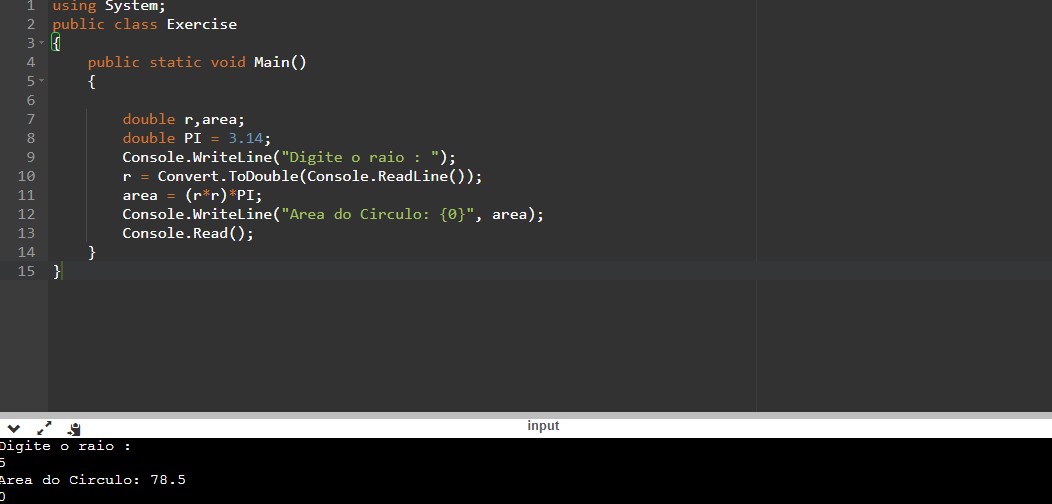 1 using System;
2 public class Exercise
3 {
4 public static void Main()
5 {
6
7 double r,area;
8 double PI = 3.14;
9 Console.WriteLine("Digite o raio : ");
10 r = Convert.ToDouble(Console.ReadLine());
11 area = (r*r)*PI;
12 Console.WriteLine("Area do Circulo: {0}", area);
13 Console.Read();
14 }
15 }
input
Digite o raio :
5
Area do Circulo: 78.5
0